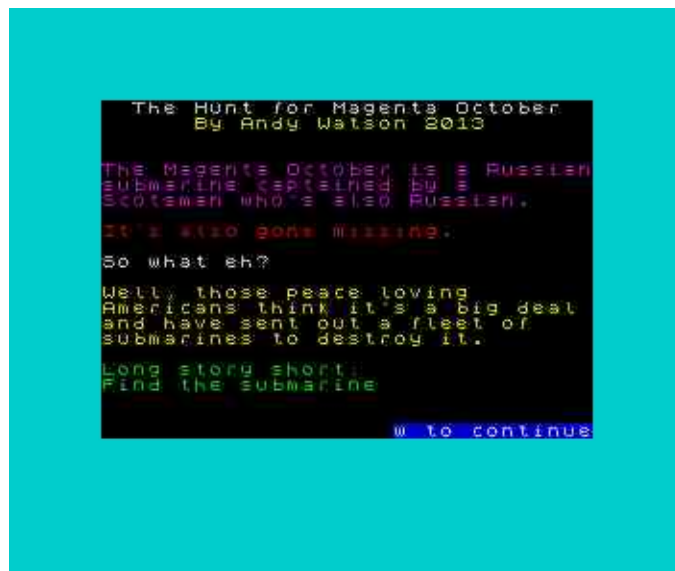 The Hunt for Magenta October
By Andy Watson 2013
The Magenta October is a Russian
submarine captained by a
Scotsman who's also Russian.
It's also gone missing.
So what eh?
Well, those peace loving
Americans think it's a big deal
and have sent out a fleet of
submarines to destroy it.
Long story short:
Find the submarine
W to continue